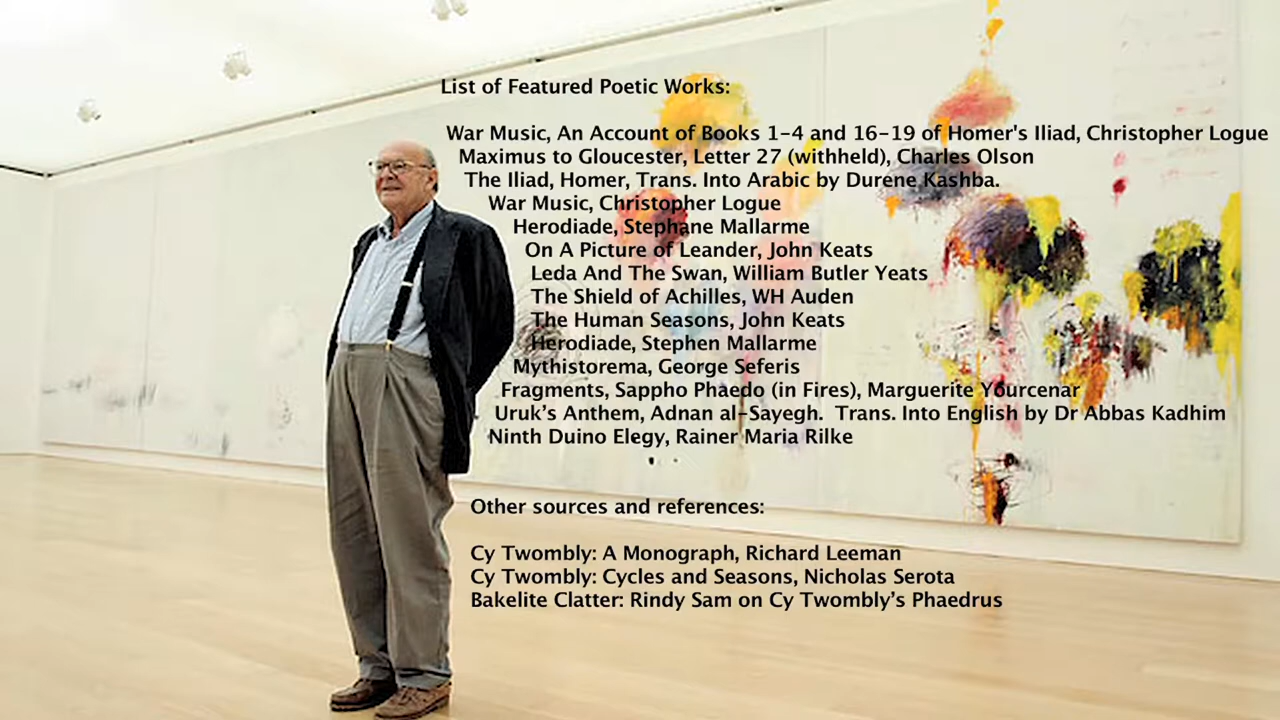 List of Featured Poetic Works:
War Music, An Account of Books 1-4 and 16-19 of Homer's Iliad, Christopher Logue
Maximus to Gloucester, Letter 27 (withheld), Charles Olson
The Iliad, Homer, Trans. Into Arabic by Durene Kashba.
War Music, Christopher Logue
Herodiade, Stephane Mallarme
On A Picture of Leander, John Keats
Leda And The Swan, William Butler Yeats
The Shield of Achilles, WH Auden
The Human Seasons, John Keats
Herodiade, Stephen Mallarme
Mythistorema, George Seferis
Fragments, Sappho Phaedo (in Fires), Marguerite Yourcenar
Uruk’s Anthem, Adnan al-Sayegh.  Trans. Into English by Dr Abbas Kadhim
Ninth Duino Elegy, Rainer Maria Rilke
Other sources and references:
Cy Twombly: A Monograph, Richard Leeman
Cy Twombly: Cycles and Seasons, Nicholas Serota
Bakelite Clatter: Rindy Sam on Cy Twombly’s Phaedrus